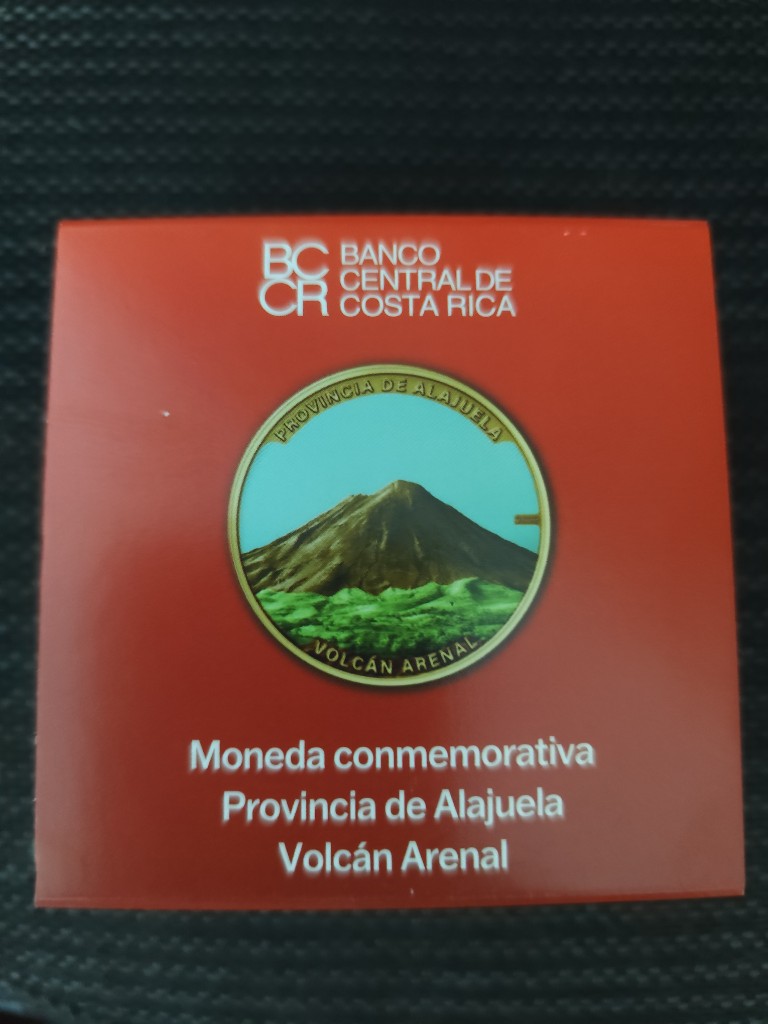 BC
CR
BANCO
CENTRAL DE
COSTA RICA
PROVINCIA DE ALAJUELA
VOLCÁN ARENAL
Moneda conmemorativa
Provincia de Alajuela
Volcán Arenal